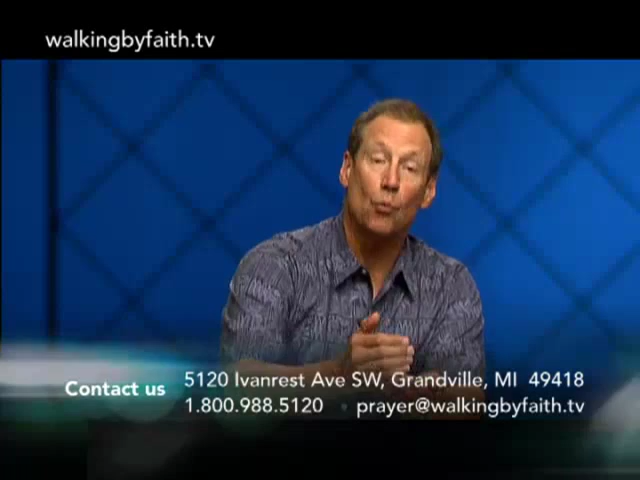 walkingbyfaith.tv
Contact us
5120 Ivanrest Ave SW, Grandville, MI 49418
1.800.988.5120 • prayer@walkingbyfaith.tv